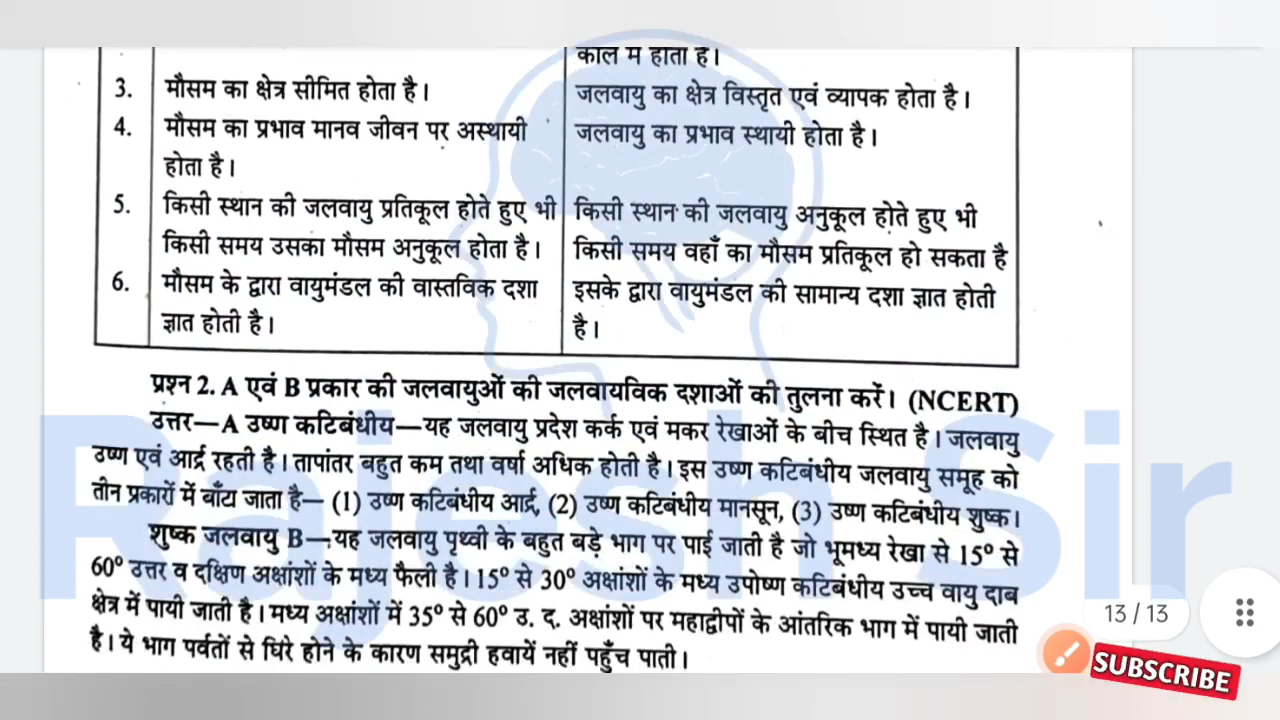 काल में होता है।
3. मौसम का क्षेत्र सीमित होता है। जलवायु का क्षेत्र विस्तृत एवं व्यापक होता है।
4. मौसम का प्रभाव मानव जीवन पर अस्थायी जलवायु का प्रभाव स्थायी होता है।
होता है।
5. किसी स्थान की जलवायु प्रतिकूल होते हुए भी किसी स्थान की जलवायु अनुकूल होते हुए भी
किसी समय उसका मौसम अनुकूल होता है। किसी समय वहाँ का मौसम प्रतिकूल हो सकता है
6. मौसम के द्वारा वायुमंडल की वास्तविक दशा इसके द्वारा वायुमंडल की सामान्य दशा ज्ञात होती
ज्ञात होती है। है।
प्रश्न 2. A एवं B प्रकार की जलवायुओं की जलवायविक दशाओं की तुलना करें। (NCERT)
उत्तर—A उष्ण कटिबंधीय—यह जलवायु प्रदेश कर्क एवं मकर रेखाओं के बीच स्थित है। जलवायु
उष्ण एवं आर्द्र रहती है। तापांतर बहुत कम तथा वर्षा अधिक होती है। इस उष्ण कटिबंधीय जलवायु समूह को
तीन प्रकारों में बाँटा जाता है— (1) उष्ण कटिबंधीय आर्द्र, (2) उष्ण कटिबंधीय मानसून, (3) उष्ण कटिबंधीय शुष्क।
शुष्क जलवायु B—यह जलवायु पृथ्वी के बहुत बड़े भाग पर पाई जाती है जो भूमध्य रेखा से 15° से
60° उत्तर व दक्षिण अक्षांशों के मध्य फैली है। 15° से 30° अक्षांशों के मध्य उपोष्ण कटिबंधीय उच्च वायु दाब
क्षेत्र में पायी जाती है। मध्य अक्षांशों में 35° से 60° उ. द. अक्षांशों पर महाद्वीपों के आंतरिक भाग में पायी जाती
है। ये भाग पर्वतों से घिरे होने के कारण समुद्री हवायें नहीं पहुँच पाती।
Rajesh Sir
13/13
SUBSCRIBE